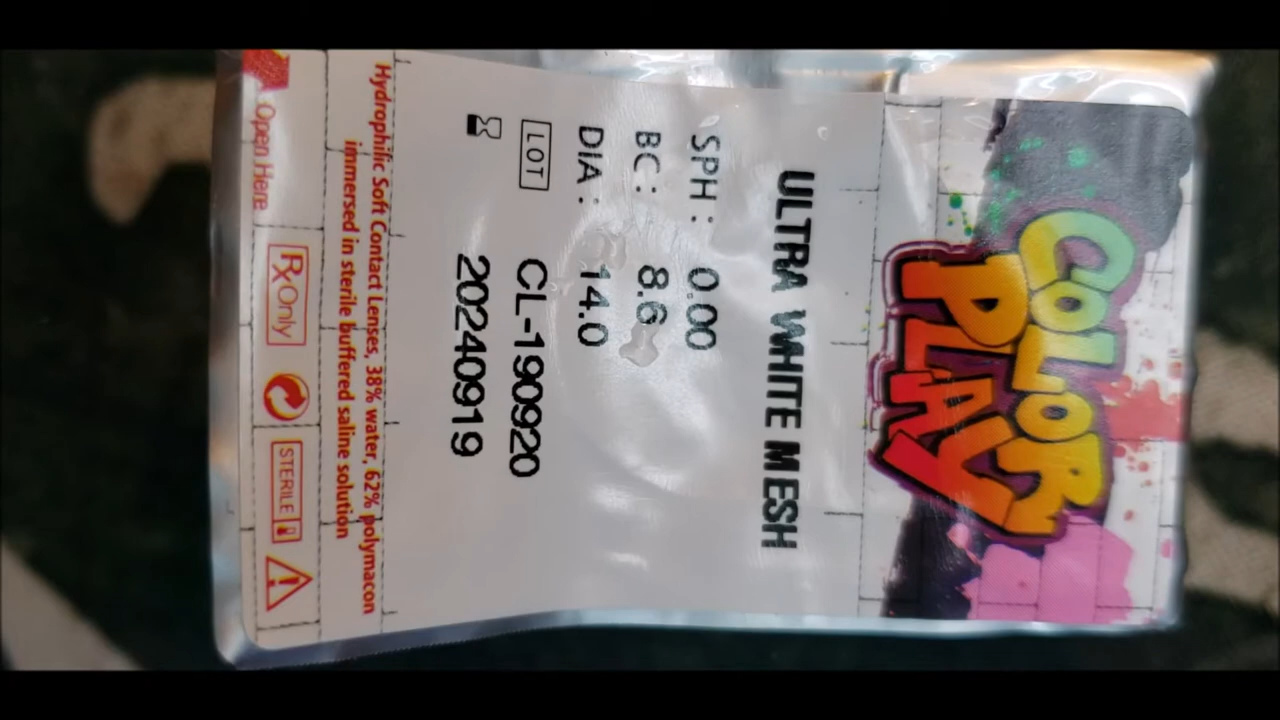 COLOR
PLAY
ULTRA WHITE MESH
SPH : 0.00
BC : 8.6
DIA : 14.0
LOT CL-190920
20240919
Hydrophilic Soft Contact Lenses, 38% water, 62% polymacon
immersed in sterile buffered saline solution
Open Here
Rx Only
STERILE